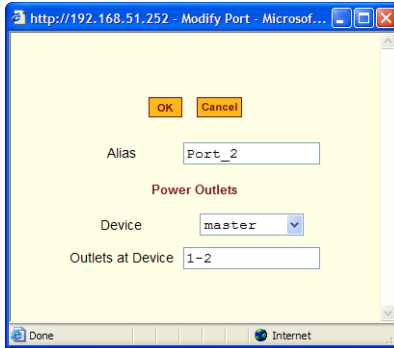 http://192.168.51.252 - Modify Port - Microsof...
OK Cancel
Alias Port_2
Power Outlets
Device master
Outlets at Device 1-2
Done Internet